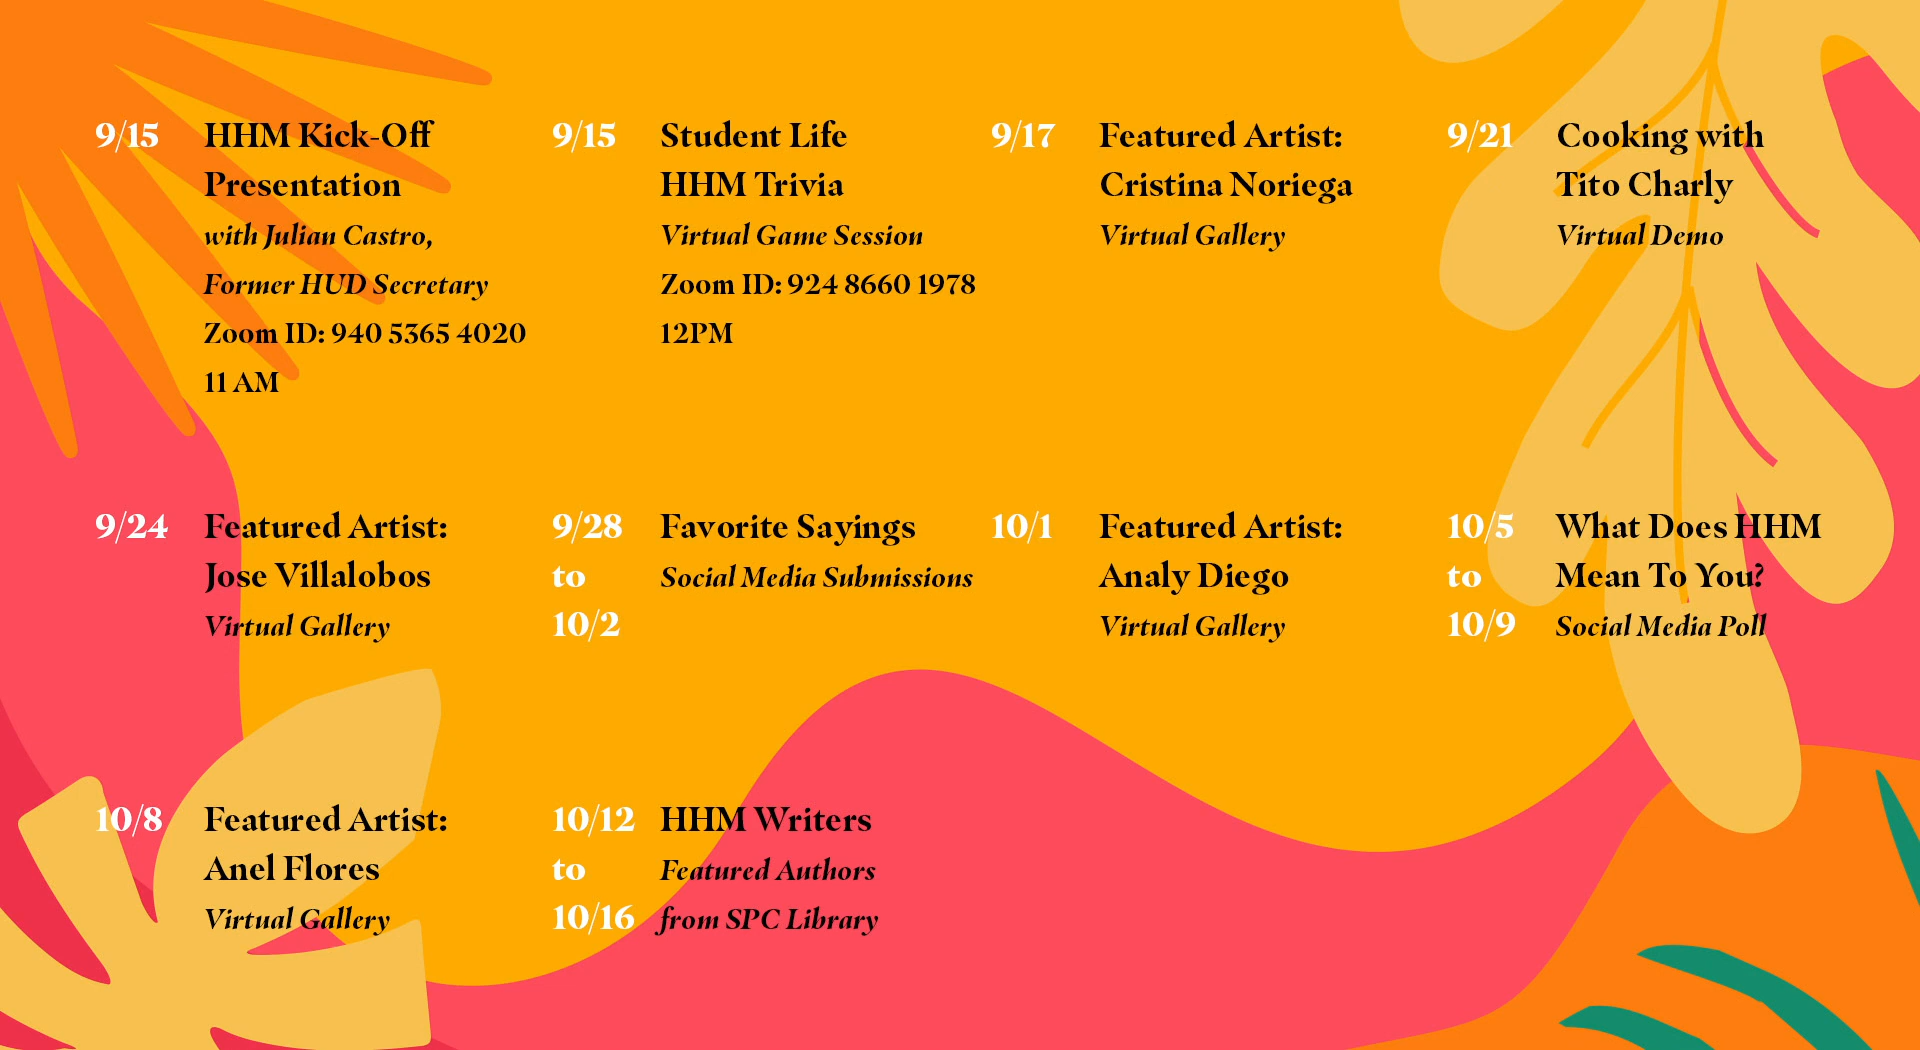 9/15
HHM Kick-Off
Presentation
with Julian Castro,
Former HUD Secretary
Zoom ID: 940 5365 4020
11 AM
9/15
Student Life
HHM Trivia
Virtual Game Session
Zoom ID: 924 8660 1978
12PM
9/17
Featured Artist:
Cristina Noriega
Virtual Gallery
9/21
Cooking with
Tito Charly
Virtual Demo
9/24
Featured Artist:
Jose Villalobos
Virtual Gallery
9/28
to
10/2
Favorite Sayings
Social Media Submissions
10/1
Featured Artist:
Analy Diego
Virtual Gallery
10/5
to
10/9
What Does HHM
Mean To You?
Social Media Poll
10/8
Featured Artist:
Anel Flores
Virtual Gallery
10/12
to
10/16
HHM Writers
Featured Authors
from SPC Library